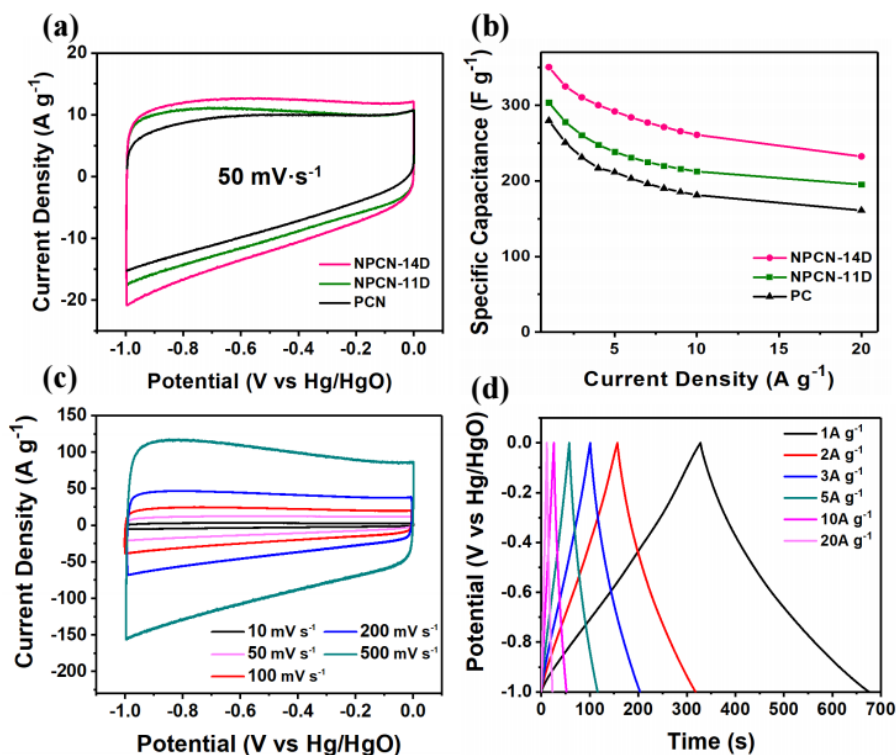 (a)
20
15
10
5
0
-5
-10
-15
-20
Current Density (A g⁻¹)
50 mV·s⁻¹
NPCN-14D
NPCN-11D
PCN
-1.0 -0.8 -0.6 -0.4 -0.2 0.0
Potential (V vs Hg/HgO)
(b)
300
150
0
Specific Capacitance (F g⁻¹)
NPCN-14D
NPCN-11D
PC
5 10 15 20
Current Density (A g⁻¹)
(c)
150
100
50
0
-50
-100
-150
-200
Current Density (A g⁻¹)
10 mV s⁻¹ 200 mV s⁻¹
50 mV s⁻¹ 500 mV s⁻¹
100 mV s⁻¹
-1.0 -0.8 -0.6 -0.4 -0.2 0.0
Potential (V vs Hg/HgO)
(d)
0.0
-0.2
-0.4
-0.6
-0.8
-1.0
Potential (V vs Hg/HgO)
1A g⁻¹
2A g⁻¹
3A g⁻¹
5A g⁻¹
10A g⁻¹
20A g⁻¹
0 100 200 300 400 500 600 700
Time (s)